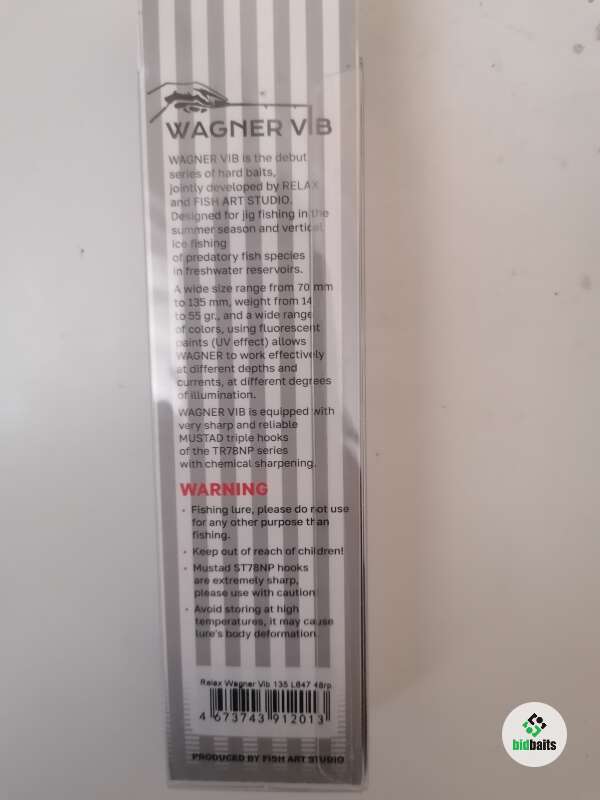 WAGNER VIB
WAGNER VIB is the debut
series of hard baits,
jointly developed by RELAX
and FISH ART STUDIO.
Designed for jig fishing in the
summer season and vertical
ice fishing
of predatory fish species
in freshwater reservoirs.
A wide size range from 70 mm
to 135 mm, weight from 14
to 55 gr., and a wide range
of colors, using fluorescent
paints (UV effect) allows
WAGNER to work effectively
at different depths and
currents, at different degrees
of illumination.
WAGNER VIB is equipped with
very sharp and reliable
MUSTAD triple hooks
of the TR78NP series
with chemical sharpening.
WARNING
• Fishing lure, please do not use
for any other purpose than
fishing.
• Keep out of reach of children!
• Mustad ST78NP hooks
are extremely sharp,
please use with caution
• Avoid storing at high
temperatures, it may cause
lure's body deformation.
Relax Wagner Vib 135 L847 48гр
4 673743 912013
PRODUCED BY FISH ART STUDIO
bidbaits